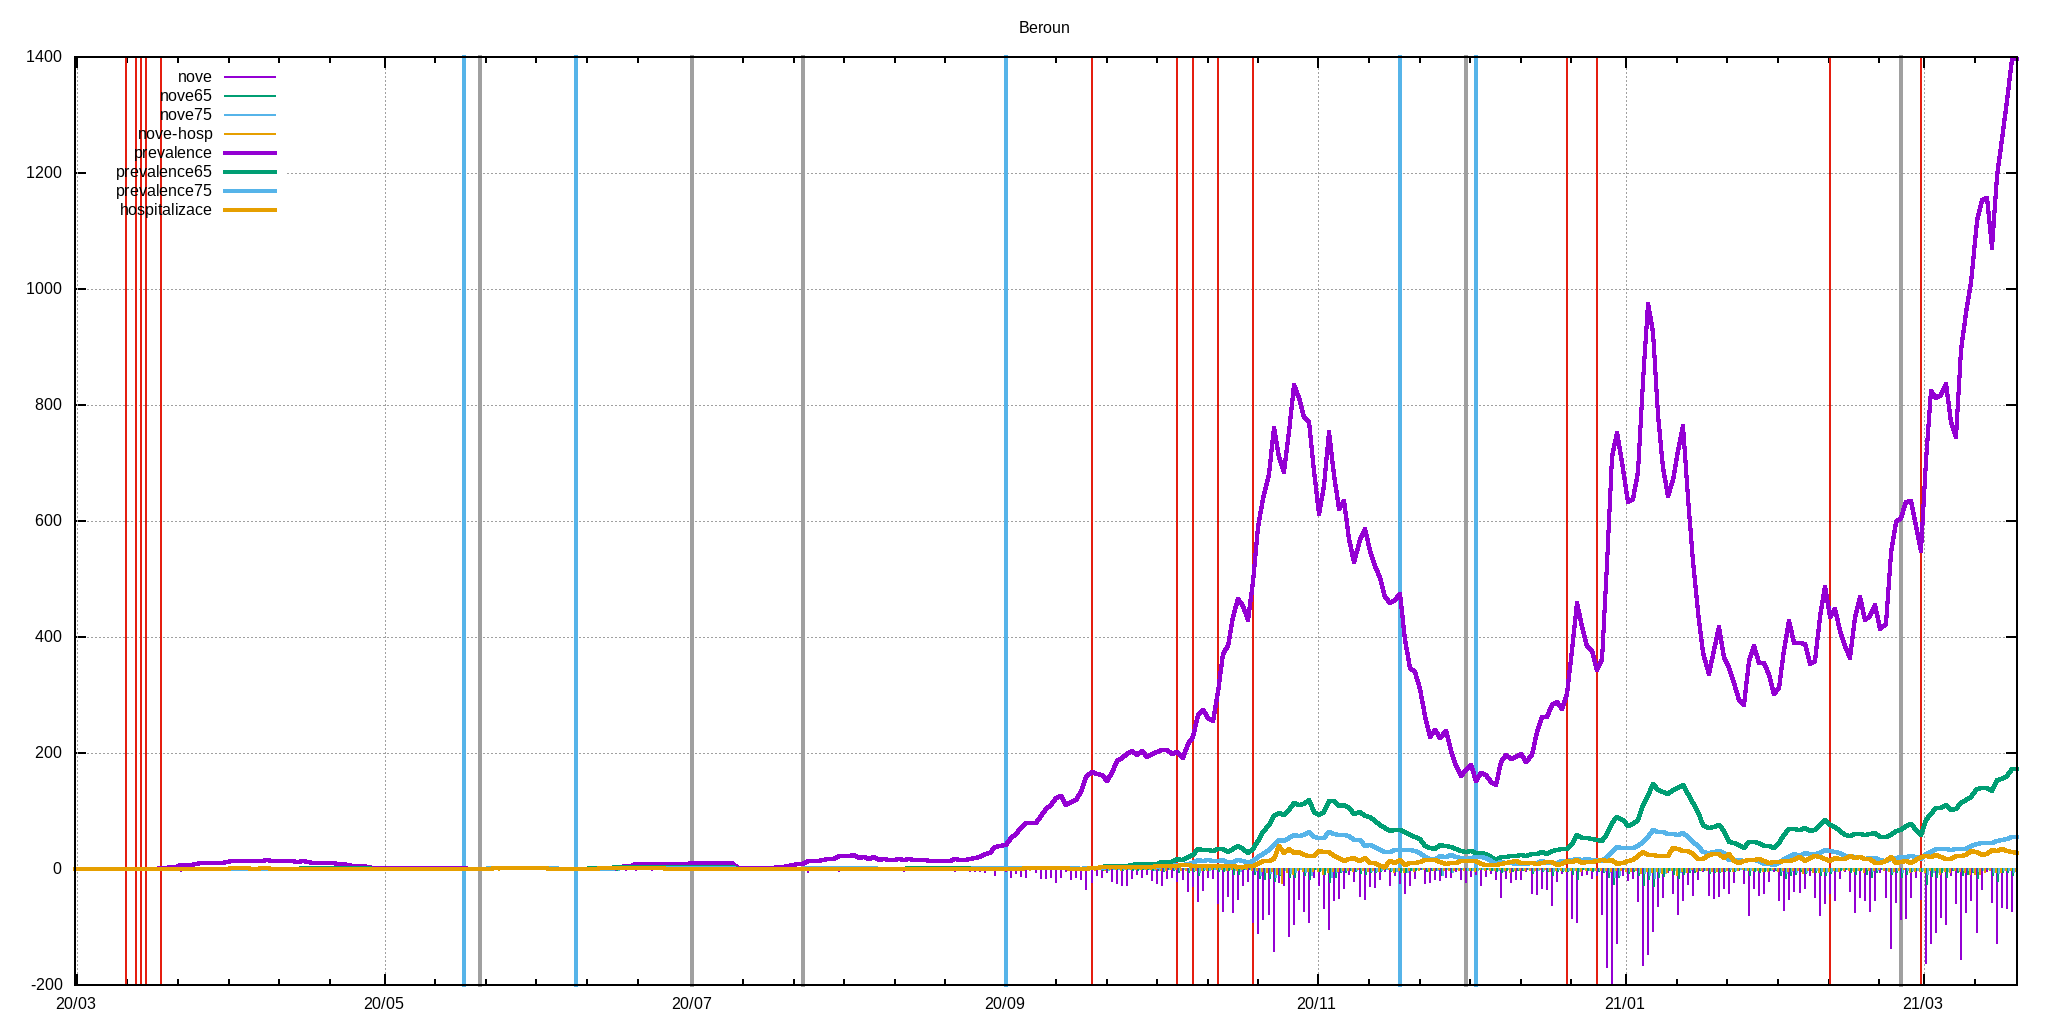 Beroun
1400
1200
1000
800
600
400
200
0
-200
nove
nove65
nove75
nove-hosp
prevalence
prevalence65
prevalence75
hospitalizace
20/03 20/05 20/07 20/09 20/11 21/01 21/03